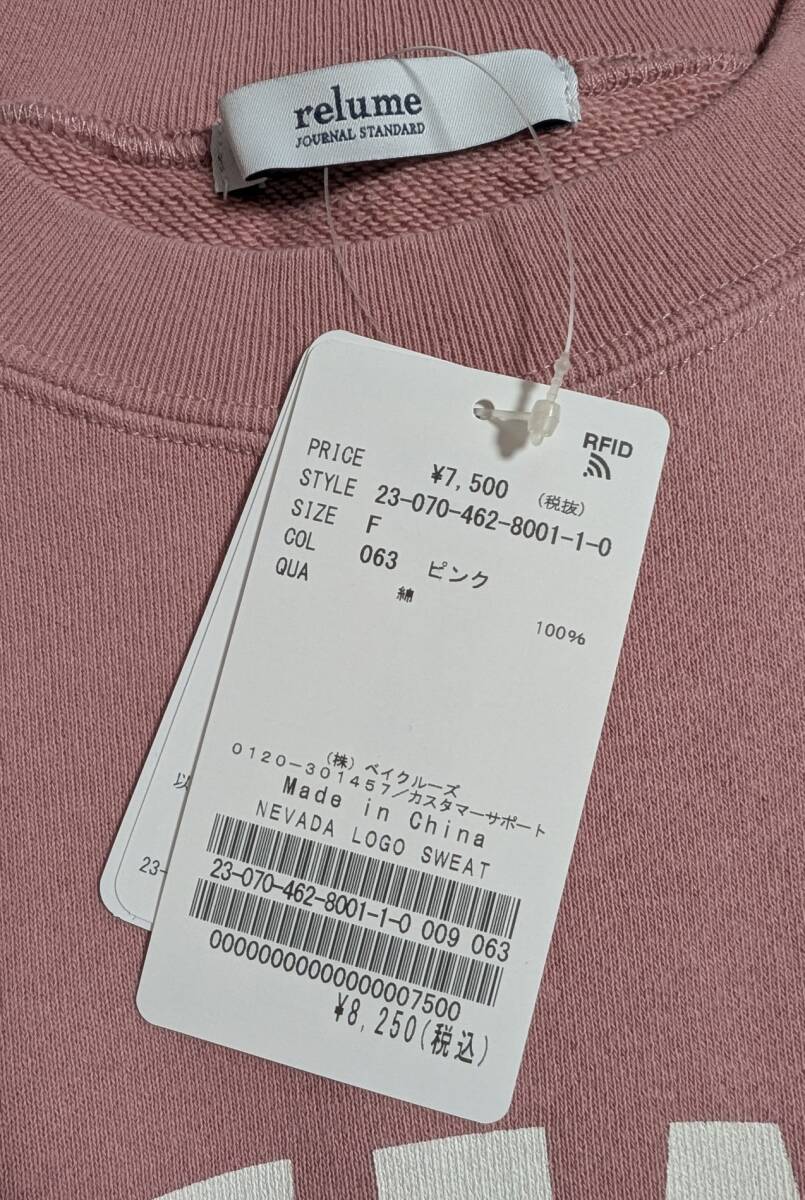 relume
JOURNAL STANDARD
RFID
PRICE ¥7,500 (税抜)
STYLE 23-070-462-8001-1-0
SIZE F
COL 063 ピンク
QUA 綿 100%
(株) ベイクルーズ
0120-301457/カスタマーサポート
Made in China
NEVADA LOGO SWEAT
23-070-462-8001-1-0 009 063
00000000000000007500
¥8,250(税込)
以
23-